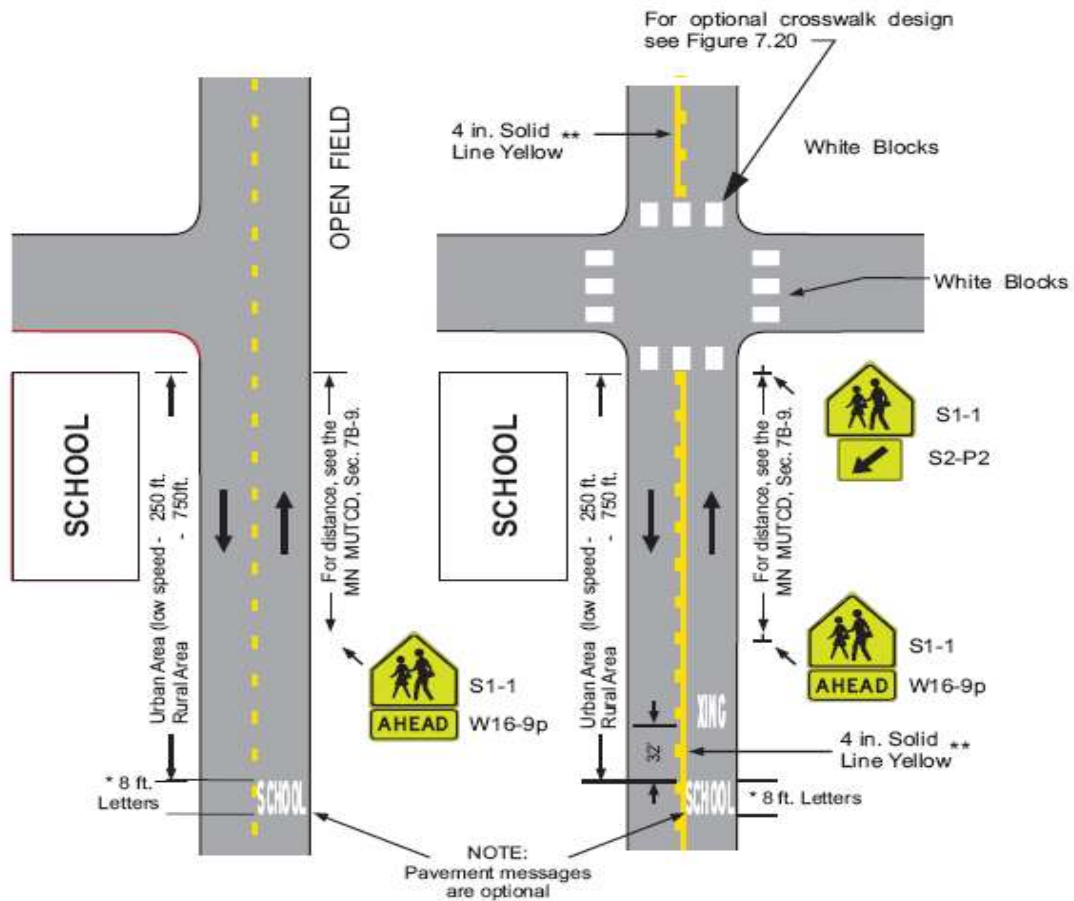 For optional crosswalk design
see Figure 7.20
4 in. Solid **
Line Yellow
White Blocks
OPEN FIELD
White Blocks
SCHOOL
Urban Area (low speed - 250 ft.
Rural Area - 750ft.
For distance, see the
MN MUTCD, Sec. 7B-9.
S1-1
AHEAD
W16-9p
* 8 ft.
Letters
SCHOOL
SCHOOL
Urban Area (low speed - 250 ft.
Rural Area - 750 ft.
For distance, see the
MN MUTCD, Sec. 7B-9.
S1-1
S2-P2
S1-1
AHEAD
W16-9p
XING
32'
4 in. Solid **
Line Yellow
SCHOOL
* 8 ft. Letters
NOTE:
Pavement messages
are optional